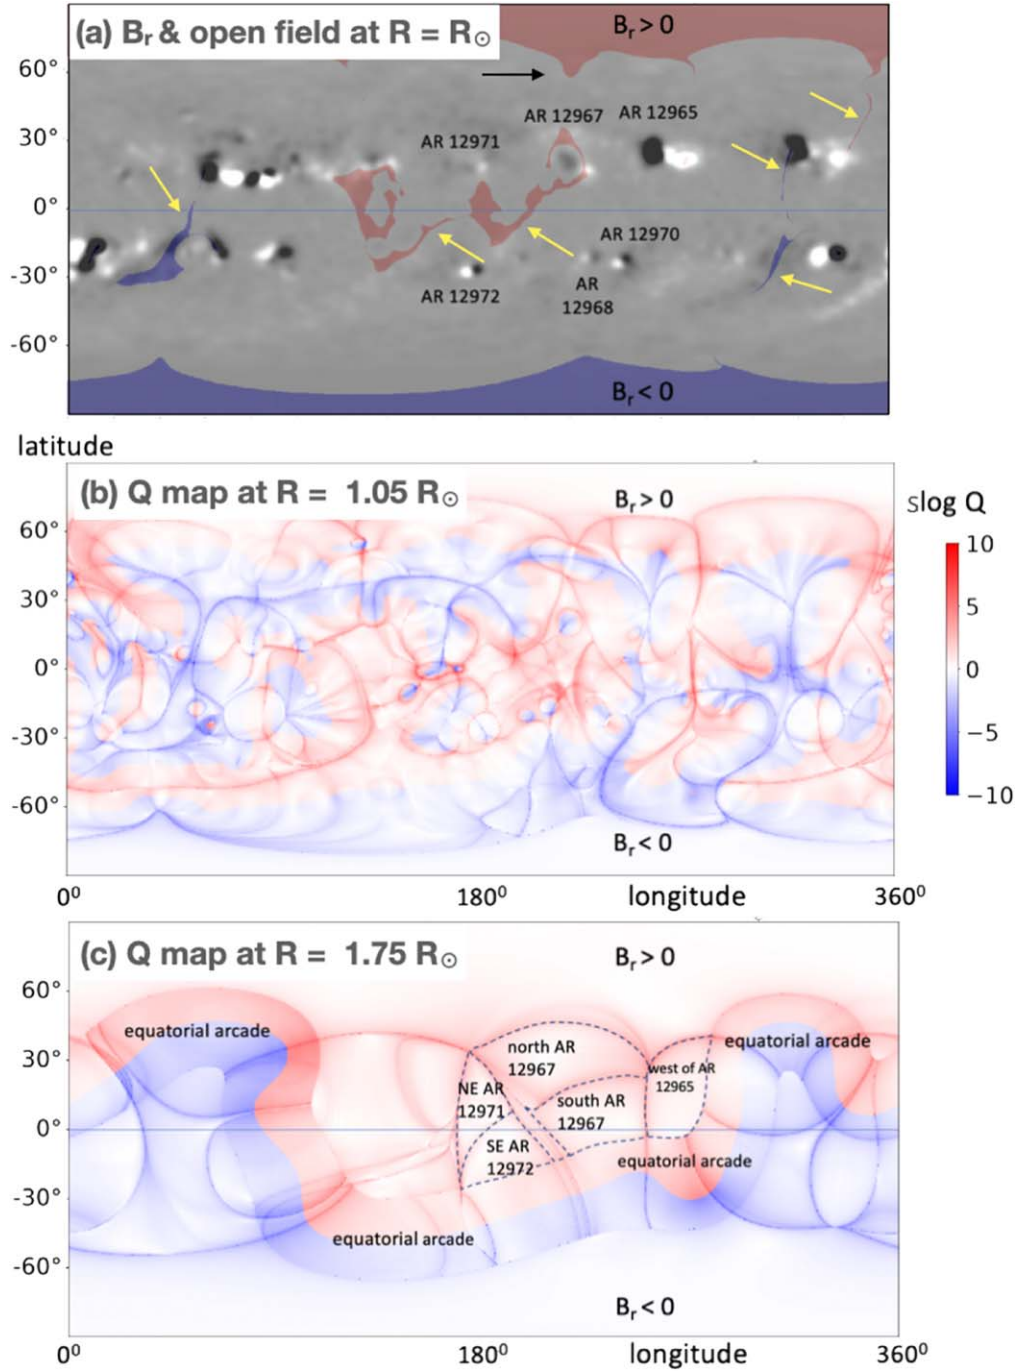 (a) Bᵣ & open field at R = R☉
Bᵣ > 0
60°
30°
0°
-30°
-60°
AR 12971
AR 12967
AR 12965
AR 12970
AR 12972
AR
12968
Bᵣ < 0
latitude
(b) Q map at R = 1.05 R☉
Bᵣ > 0
60°
30°
0°
-30°
-60°
Bᵣ < 0
slog Q
10
5
0
−5
−10
0⁰
180⁰
longitude
360⁰
(c) Q map at R = 1.75 R☉
Bᵣ > 0
60°
30°
0°
-30°
-60°
equatorial arcade
north AR
12967
west of AR
12965
equatorial arcade
NE AR
12971
south AR
12967
SE AR
12972
equatorial arcade
equatorial arcade
Bᵣ < 0
0⁰
180⁰
longitude
360⁰